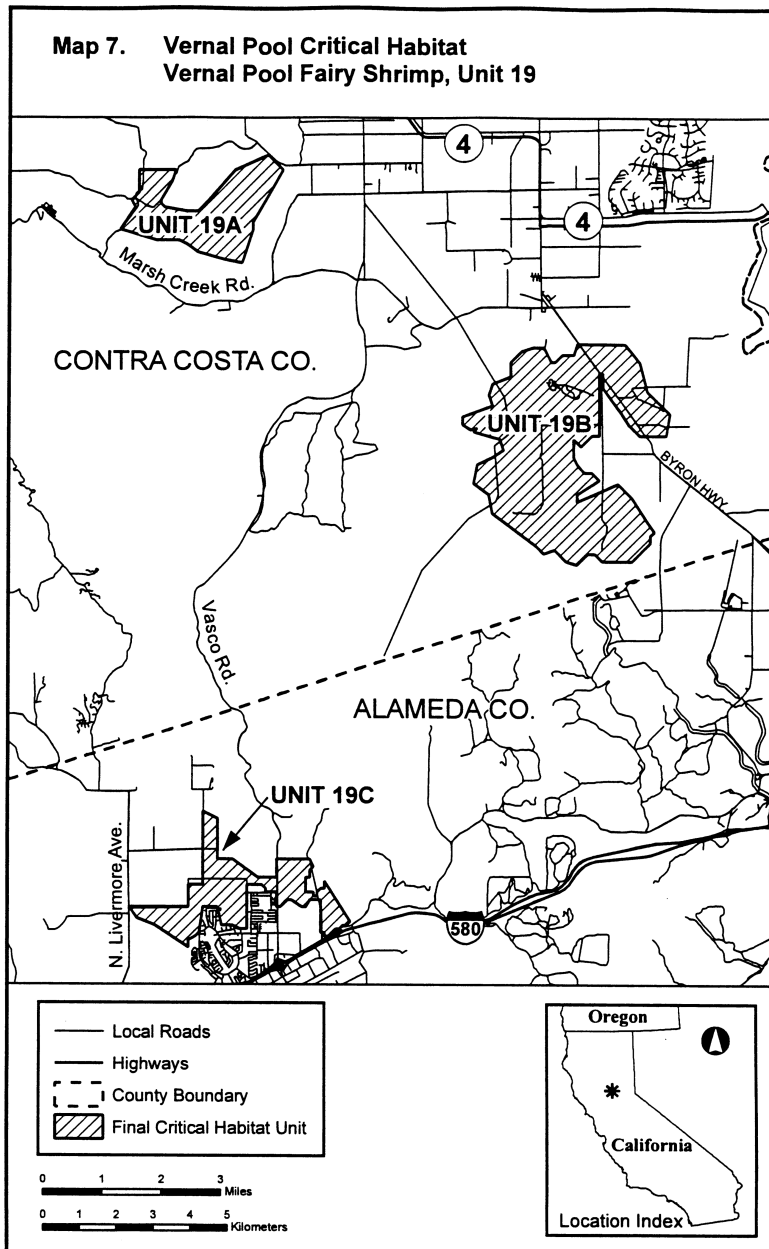 Map 7. Vernal Pool Critical Habitat
Vernal Pool Fairy Shrimp, Unit 19
4
4
UNIT 19A
Marsh Creek Rd.
CONTRA COSTA CO.
UNIT 19B
BYRON HWY
Vasco Rd.
ALAMEDA CO.
UNIT 19C
N. Livermore Ave.
580
Local Roads
Highways
County Boundary
Final Critical Habitat Unit
0 1 2 3
Miles
0 1 2 3 4 5
Kilometers
Oregon
California
Location Index